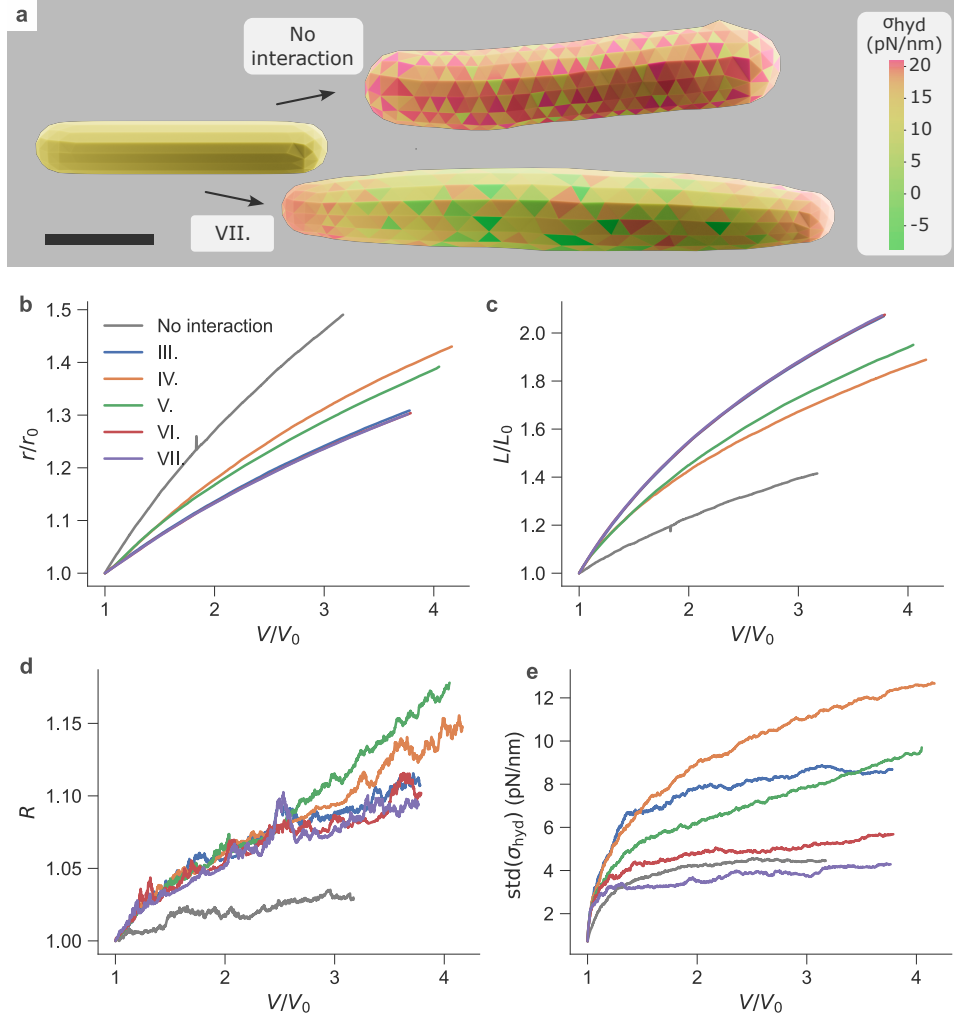 a
No
interaction
VII.
σhyd
(pN/nm)
20
15
10
5
0
-5
b
r/r₀
1.5
1.4
1.3
1.2
1.1
1.0
No interaction
III.
IV.
V.
VI.
VII.
1
2
3
4
V/V₀
c
L/L₀
2.0
1.8
1.6
1.4
1.2
1.0
1
2
3
4
V/V₀
d
R
1.15
1.10
1.05
1.00
1
2
3
4
V/V₀
e
std(σhyd) (pN/nm)
12
10
8
6
4
2
1
2
3
4
V/V₀